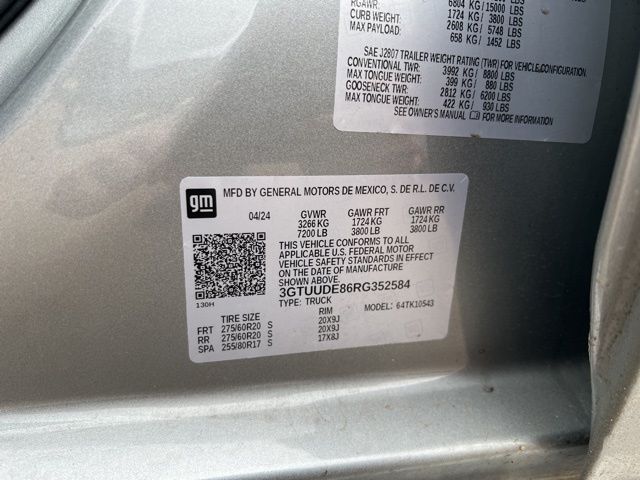 RGAWR: 6804 KG/15000 LBS
CURB WEIGHT: 1724 KG/ 3800 LBS
MAX PAYLOAD: 2608 KG/ 5748 LBS
658 KG/ 1452 LBS
SAE J2807 TRAILER WEIGHT RATING (TWR) FOR VEHICLE CONFIGURATION
CONVENTIONAL TWR: 3992 KG/ 8800 LBS
MAX TONGUE WEIGHT: 399 KG/ 880 LBS
GOOSENECK TWR: 2812 KG/ 6200 LBS
MAX TONGUE WEIGHT: 422 KG/ 930 LBS
SEE OWNER'S MANUAL FOR MORE INFORMATION
gm
MFD BY GENERAL MOTORS DE MEXICO, S. DE R.L. DE C.V.
04/24 GVWR GAWR FRT GAWR RR
3266 KG 1724 KG 1724 KG
7200 LB 3800 LB 3800 LB
THIS VEHICLE CONFORMS TO ALL
APPLICABLE U.S. FEDERAL MOTOR
VEHICLE SAFETY STANDARDS IN EFFECT
ON THE DATE OF MANUFACTURE
SHOWN ABOVE.
3GTUUDE86RG352584
130H
TYPE: TRUCK MODEL: 64TK10543
TIRE SIZE RIM
FRT 275/60R20 S 20X9J
RR 275/60R20 S 20X9J
SPA 255/80R17 S 17X8J